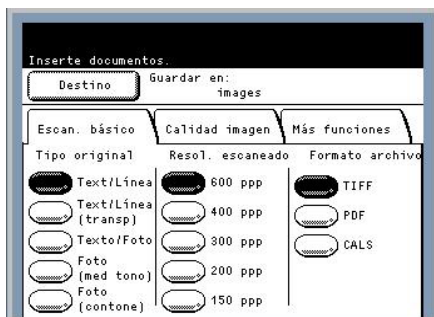 Inserte documentos.
Destino
Guardar en:
images
Escan. básico
Calidad imagen
Más funciones
Tipo original
Resol. escaneado
Formato archivo
Text/Línea
600 ppp
TIFF
Text/Línea
(transp)
400 ppp
PDF
Texto/Foto
300 ppp
CALS
Foto
(med tono)
200 ppp
Foto
(contone)
150 ppp